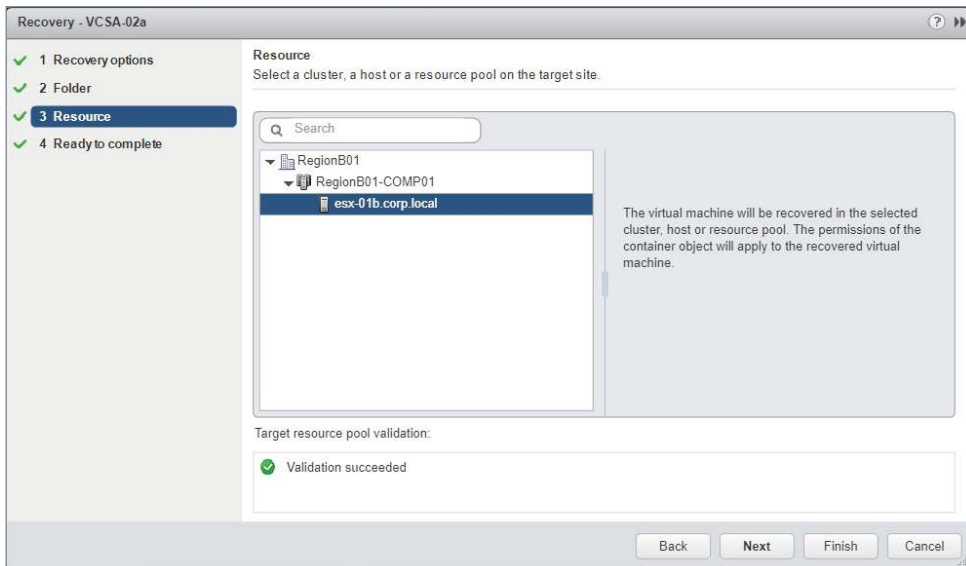 Recovery - VCSA-02a
1 Recovery options
2 Folder
3 Resource
4 Ready to complete
Resource
Select a cluster, a host or a resource pool on the target site.
Search
RegionB01
RegionB01-COMP01
esx-01b.corp.local
The virtual machine will be recovered in the selected
cluster, host or resource pool. The permissions of the
container object will apply to the recovered virtual
machine.
Target resource pool validation:
Validation succeeded
Back
Next
Finish
Cancel